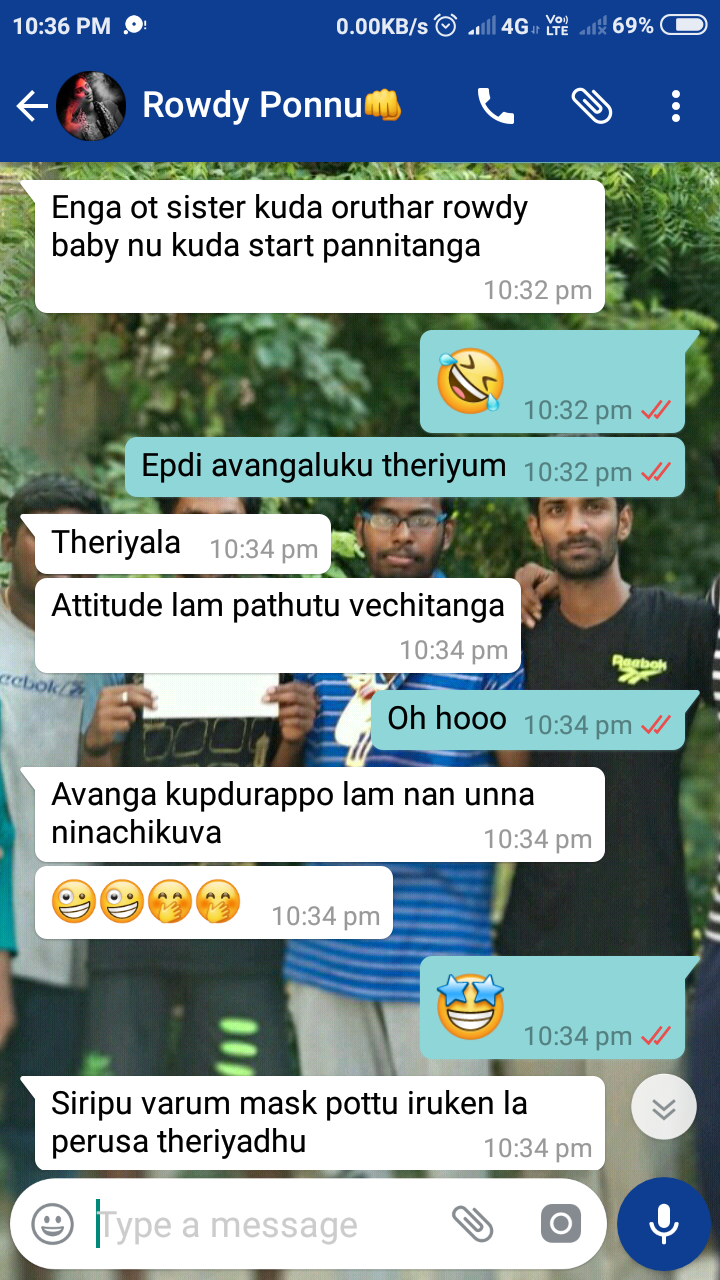 10:36 PM
0.00KB/s 4G Vo) LTE 69%
Rowdy Ponnu👊
Enga ot sister kuda oruthar rowdy
baby nu kuda start pannitanga
10:32 pm
🤣 10:32 pm
Epdi avangaluku theriyum 10:32 pm
Theriyala 10:34 pm
Attitude lam pathutu vechitanga
10:34 pm
Reebok
eebok
Oh hooo 10:34 pm
Avanga kupdurappo lam nan unna
ninachikuva 10:34 pm
🤪🤪🤭🤭 10:34 pm
🤩 10:34 pm
Siripu varum mask pottu iruken la
perusa theriyadhu 10:34 pm
Type a message